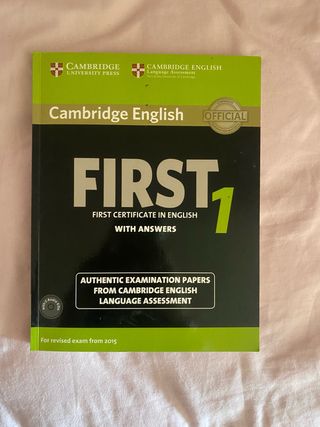 CAMBRIDGE
UNIVERSITY PRESS
CAMBRIDGE ENGLISH
Language Assessment
Cambridge English
OFFICIAL
FIRST 1
FIRST CERTIFICATE IN ENGLISH
WITH ANSWERS
AUTHENTIC EXAMINATION PAPERS
FROM CAMBRIDGE ENGLISH
LANGUAGE ASSESSMENT
For revised exam from 2015